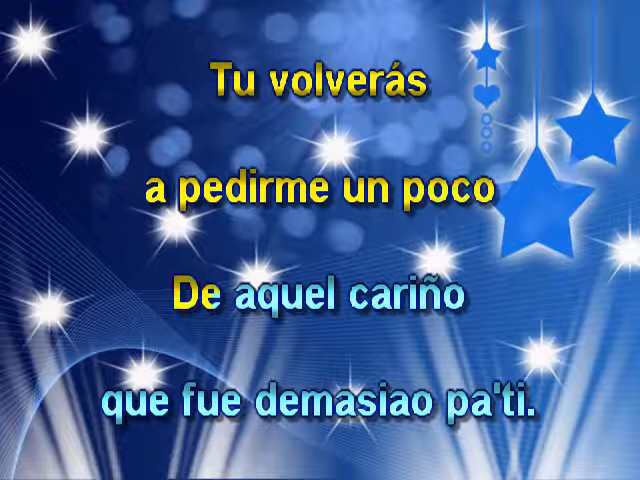 Tu volverás
a pedirme un poco
De aquel cariño
que fue demasiao pa'ti.